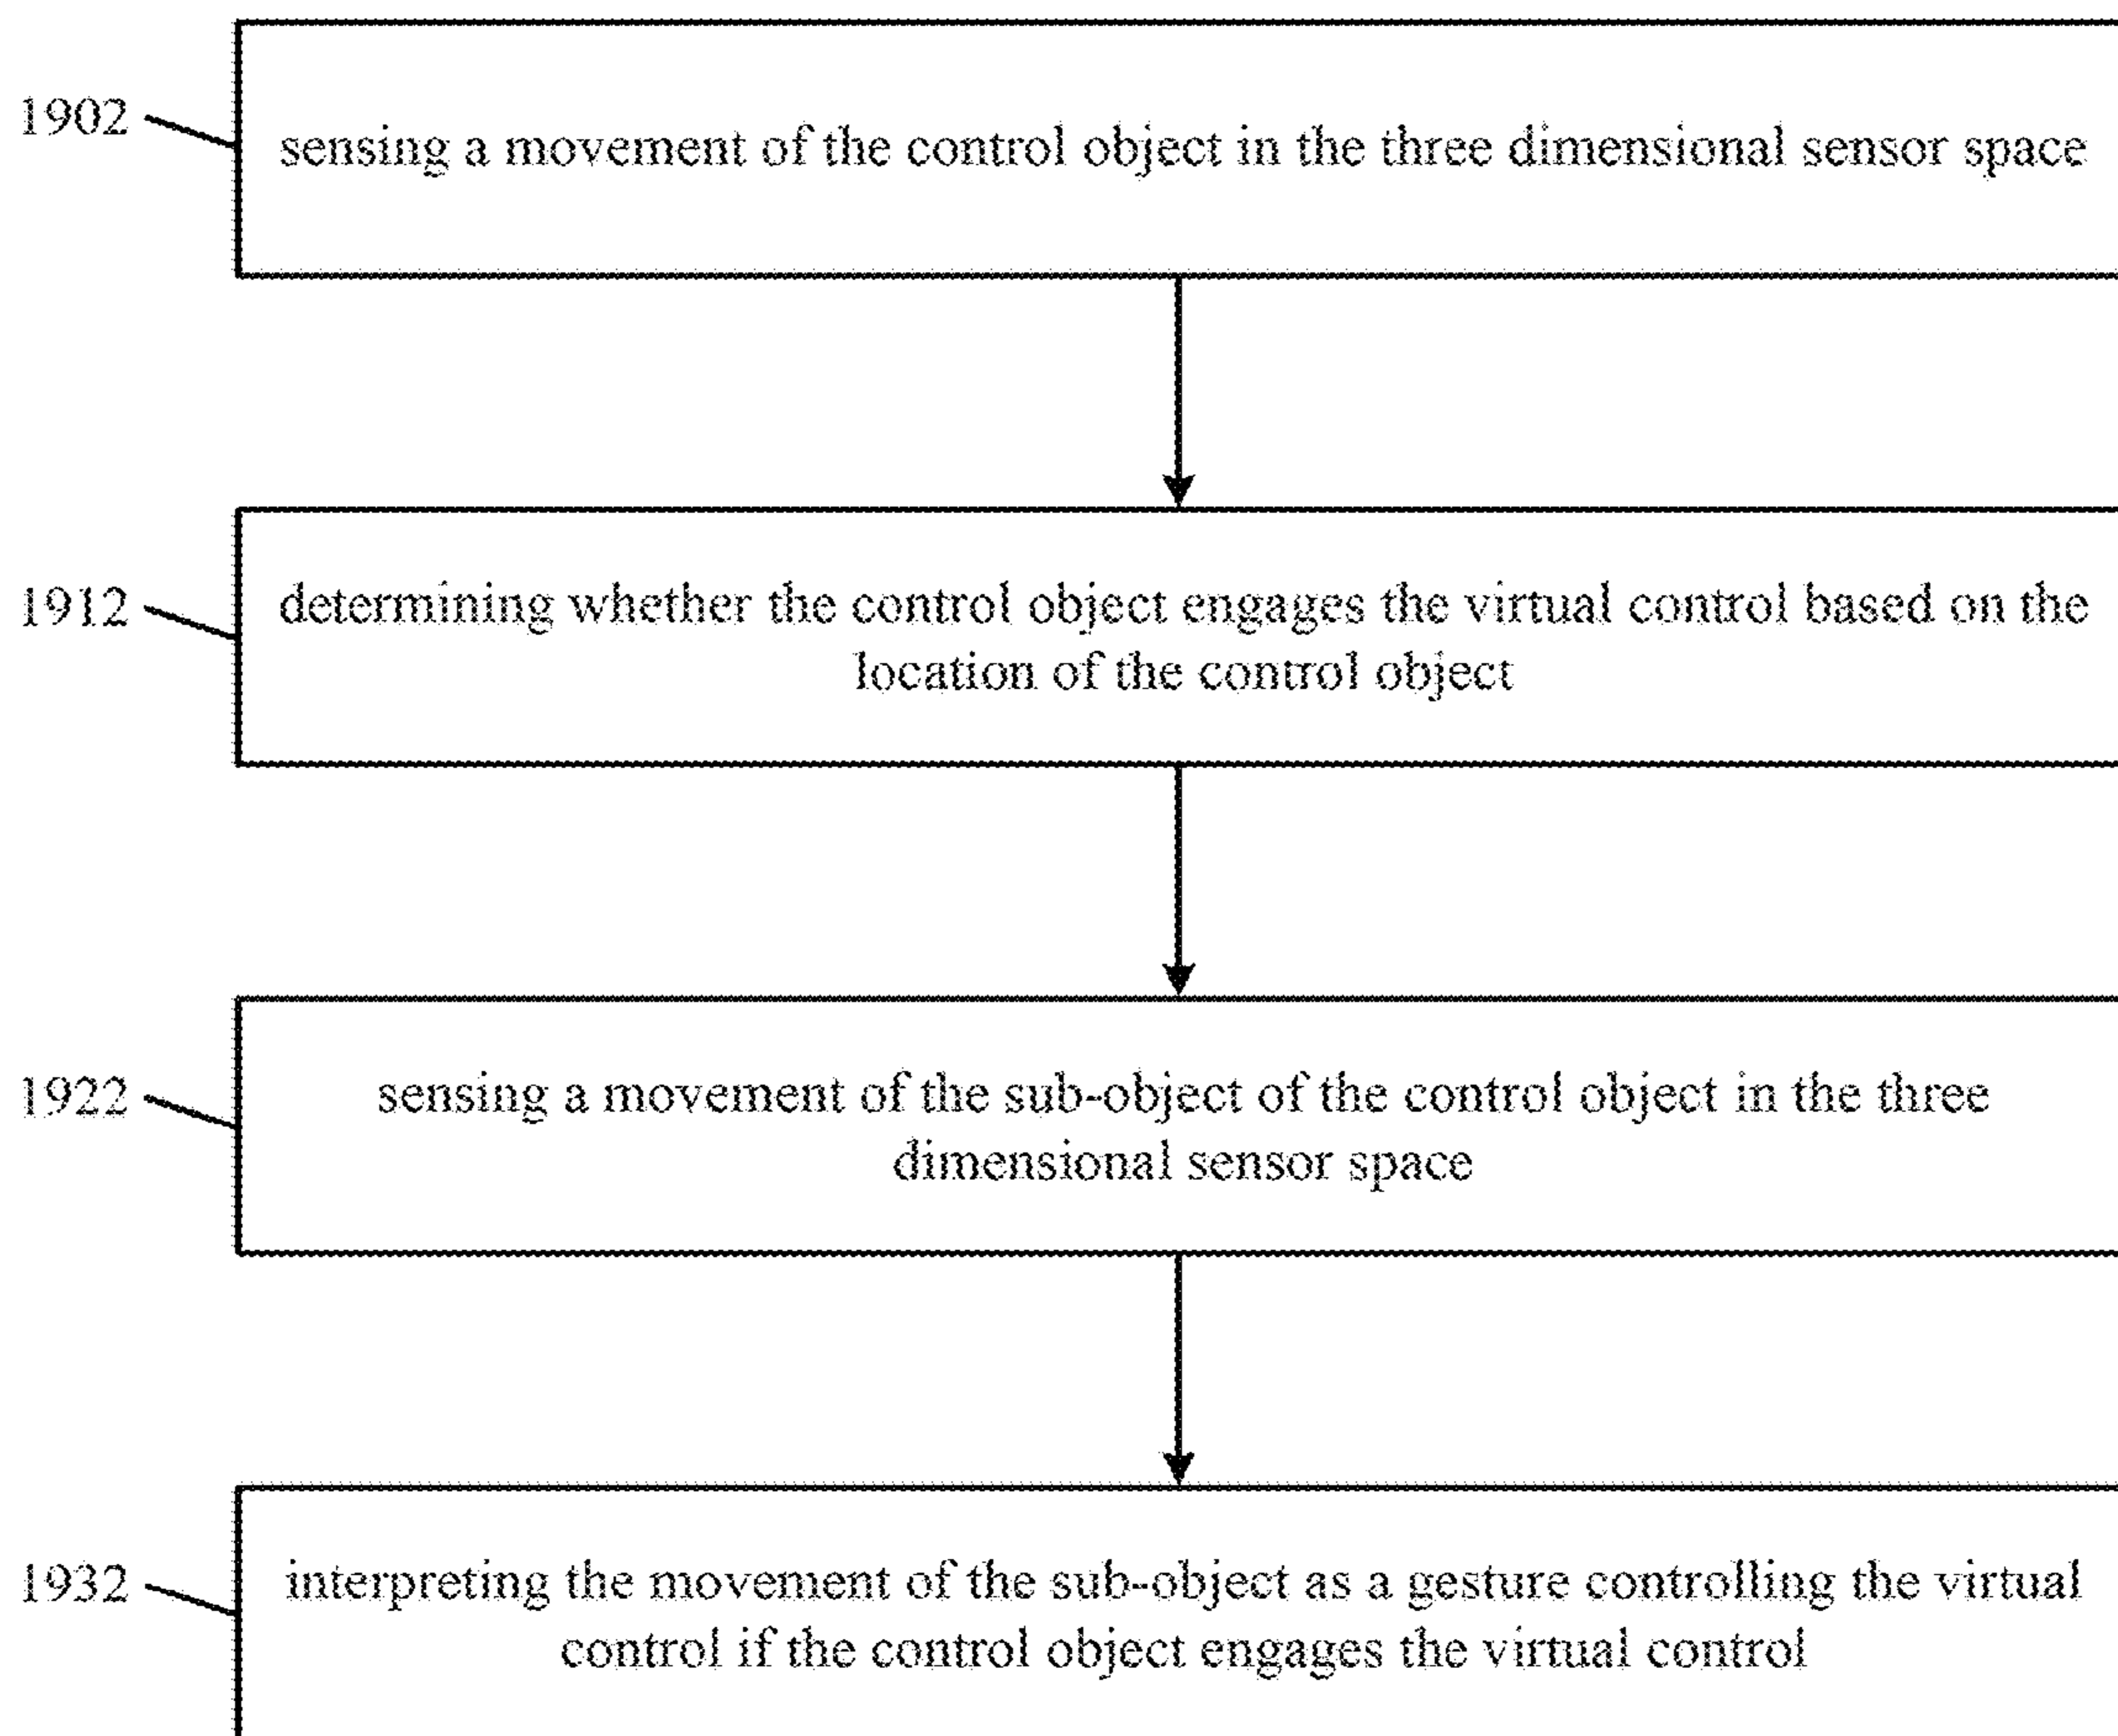 1902
sensing a movement of the control object in the three dimensional sensor space
1912
determining whether the control object engages the virtual control based on the
location of the control object
1922
sensing a movement of the sub-object of the control object in the three
dimensional sensor space
1932
interpreting the movement of the sub-object as a gesture controlling the virtual
control if the control object engages the virtual control